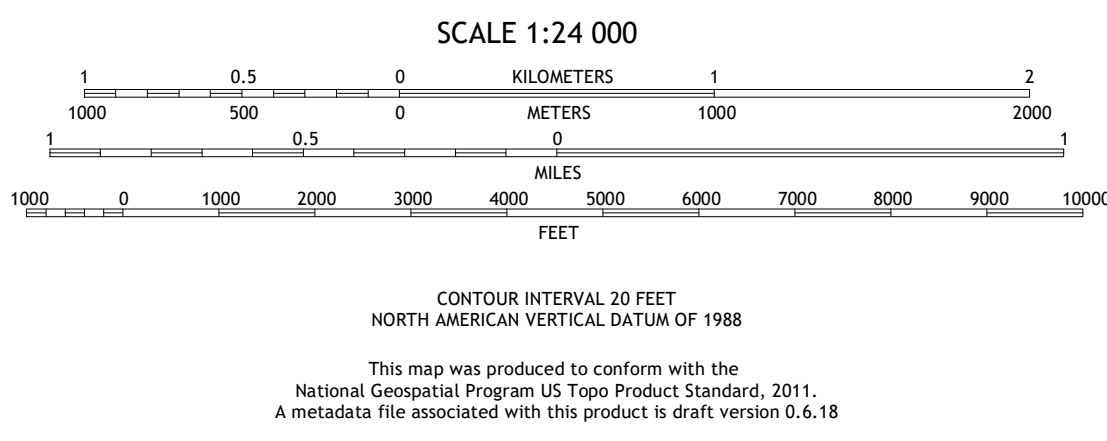 SCALE 1:24 000
1 0.5 0 KILOMETERS 1 2
1000 500 0 METERS 1000 2000
1 0.5 0 1
MILES
1000 0 1000 2000 3000 4000 5000 6000 7000 8000 9000 10000
FEET
CONTOUR INTERVAL 20 FEET
NORTH AMERICAN VERTICAL DATUM OF 1988
This map was produced to conform with the
National Geospatial Program US Topo Product Standard, 2011.
A metadata file associated with this product is draft version 0.6.18